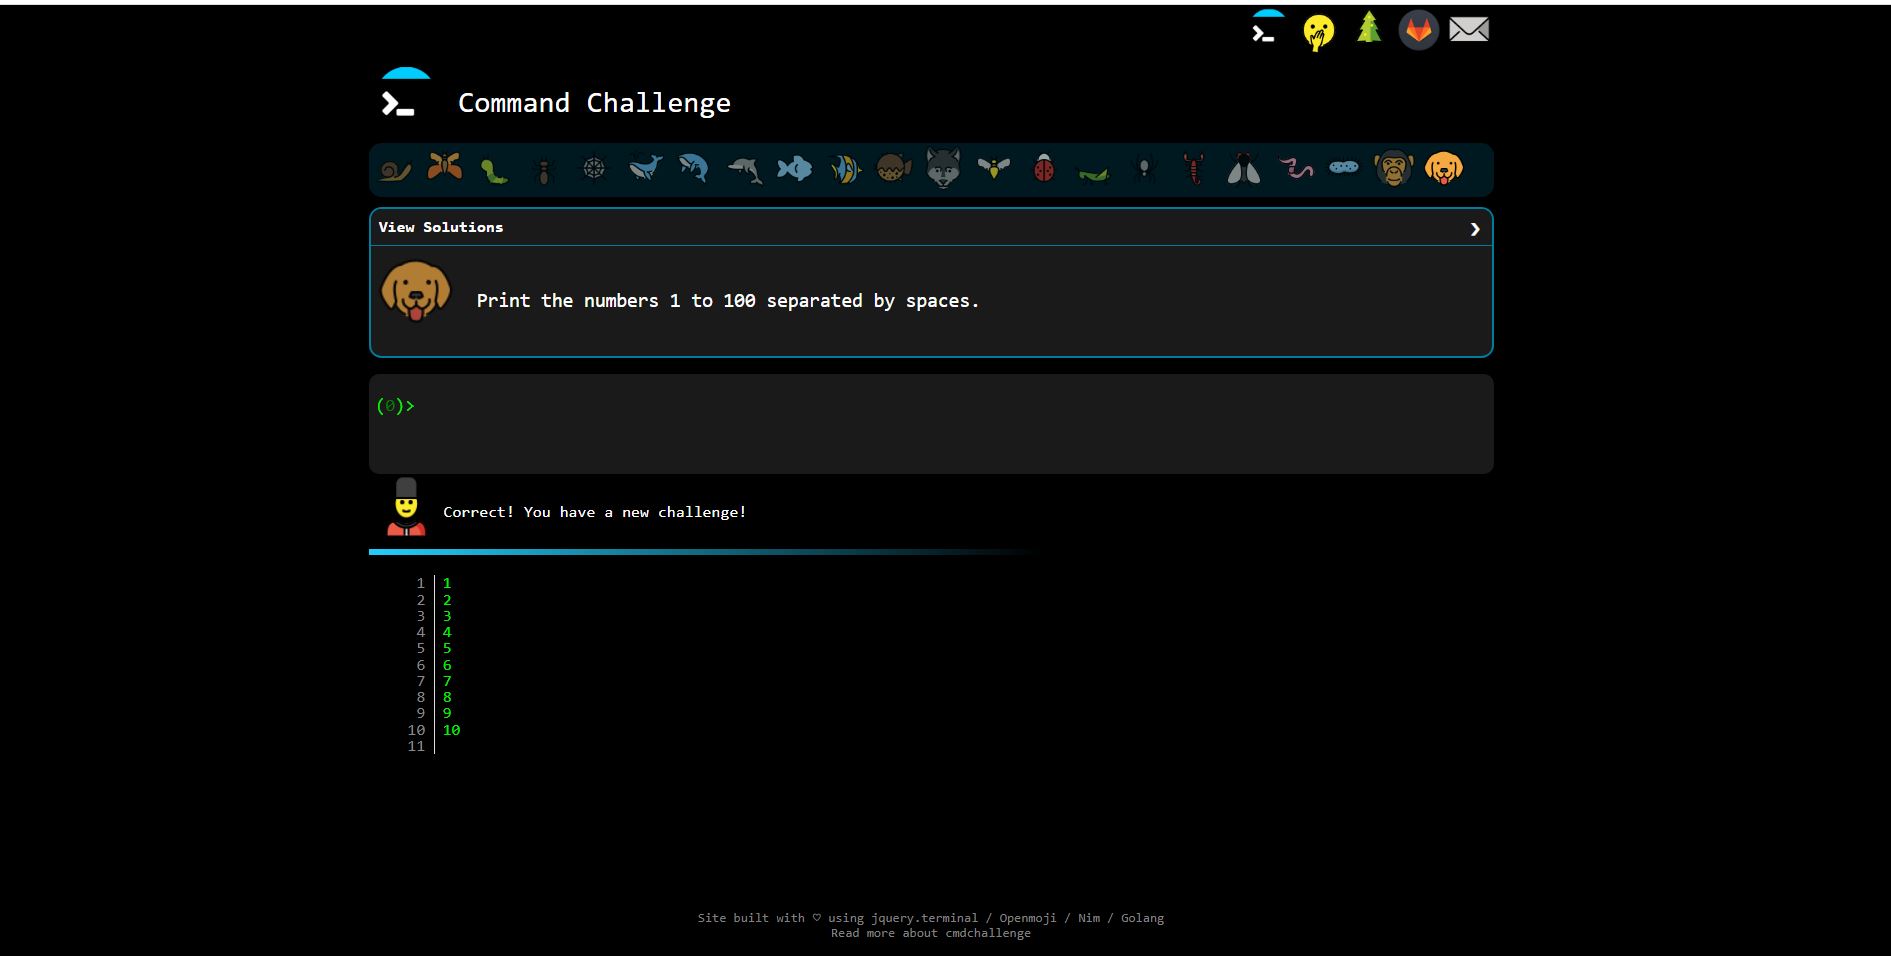 Command Challenge
View Solutions
Print the numbers 1 to 100 separated by spaces.
(0)>
Correct! You have a new challenge!
1 1
2 2
3 3
4 4
5 5
6 6
7 7
8 8
9 9
10 10
11
Site built with ♡ using jquery.terminal / Openmoji / Nim / Golang
Read more about cmdchallenge